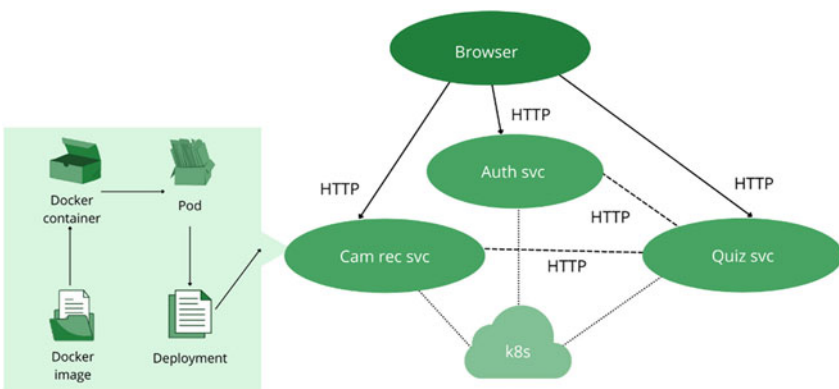 Browser
HTTP
HTTP
HTTP
Auth svc
HTTP
HTTP
Cam rec svc
Quiz svc
k8s
Docker
container
Pod
Docker
image
Deployment